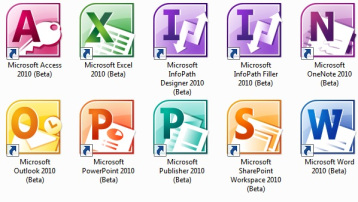 A
X
I
I
N
Microsoft Access
2010 (Beta)
Microsoft Excel
2010 (Beta)
Microsoft
InfoPath
Designer 2010
(Beta)
Microsoft
InfoPath Filler
2010 (Beta)
Microsoft
OneNote 2010
(Beta)
O
P
P
S
W
Microsoft
Outlook 2010
(Beta)
Microsoft
PowerPoint 2010
(Beta)
Microsoft
Publisher 2010
(Beta)
Microsoft
SharePoint
Workspace 2010
(Beta)
Microsoft Word
2010 (Beta)